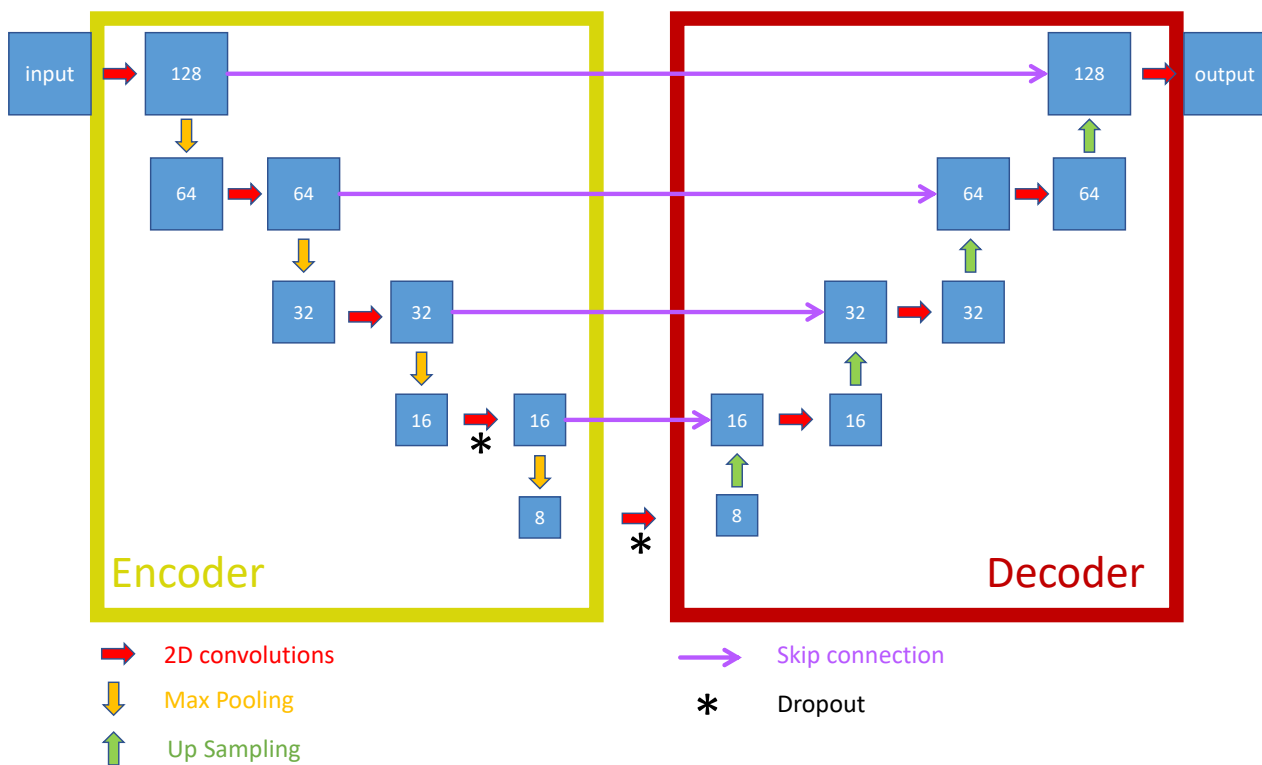 input
128
128
output
64
64
64
64
32
32
32
32
16
16
16
16
*
8
8
*
Encoder
Decoder
2D convolutions
Skip connection
Max Pooling
* Dropout
Up Sampling